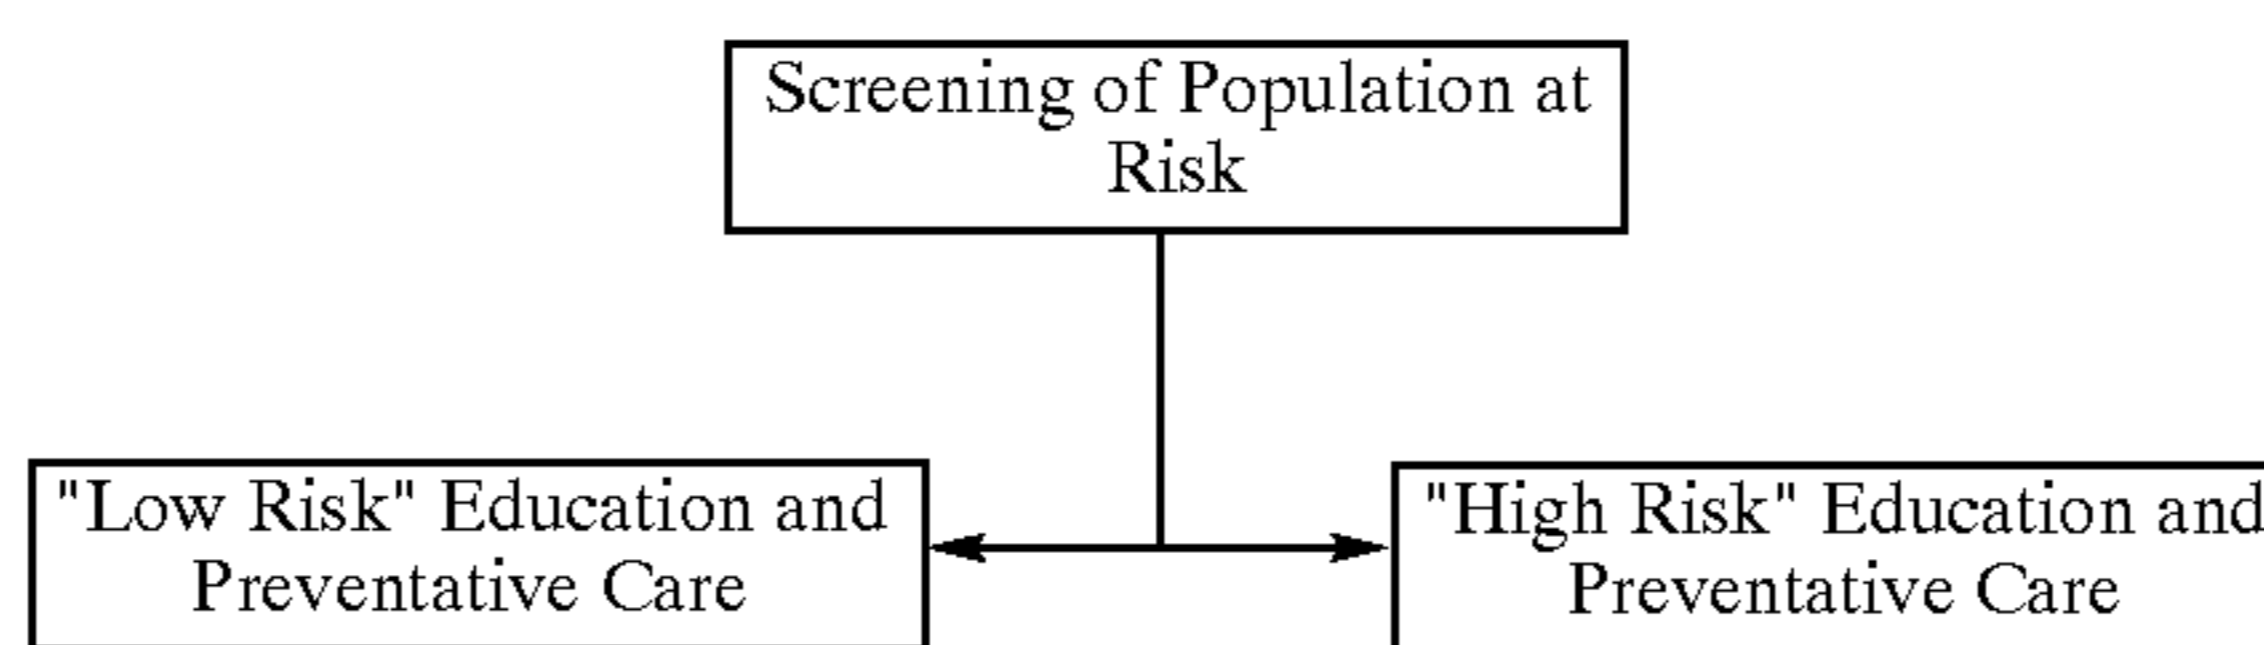 Screening of Population at
Risk
"Low Risk" Education and
Preventative Care
"High Risk" Education and
Preventative Care